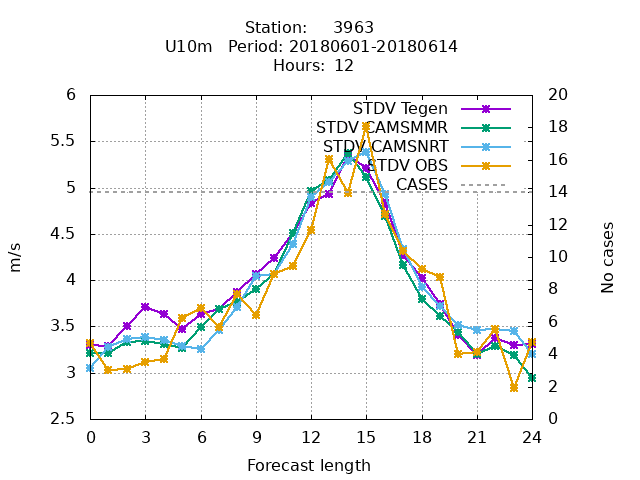 Station: 3963
U10m Period: 20180601-20180614
Hours: 12
STDV Tegen
STDV CAMSMMR
STDV CAMSNRT
STDV OBS
CASES
6
5.5
5
4.5
4
3.5
3
2.5
m/s
20
18
16
14
12
10
8
6
4
2
0
No cases
0 3 6 9 12 15 18 21 24
Forecast length